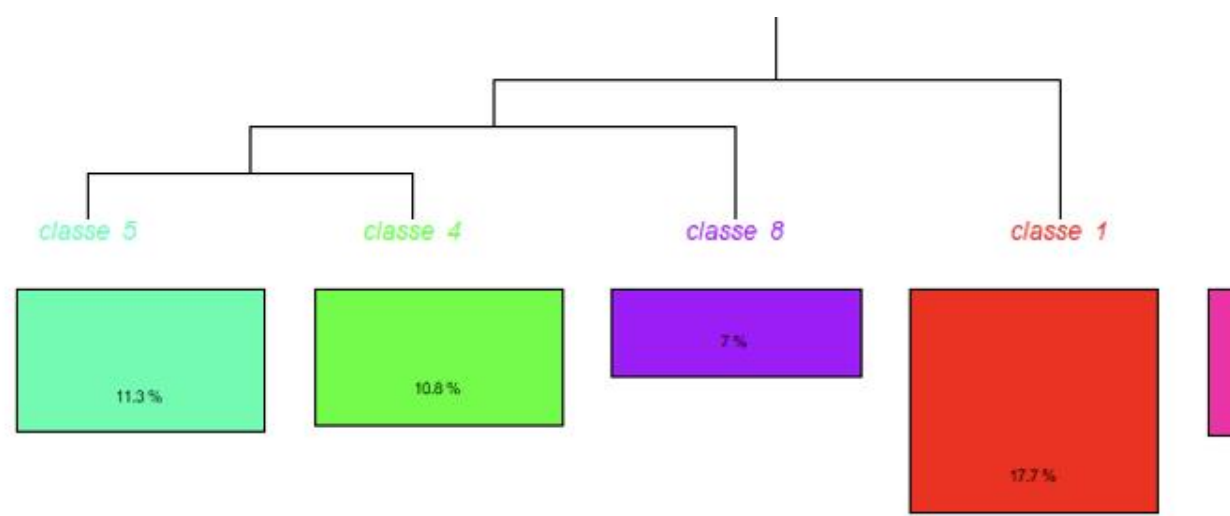 classe 5
classe 4
classe 8
classe 1
11.3 %
10.8 %
7 %
17.7 %